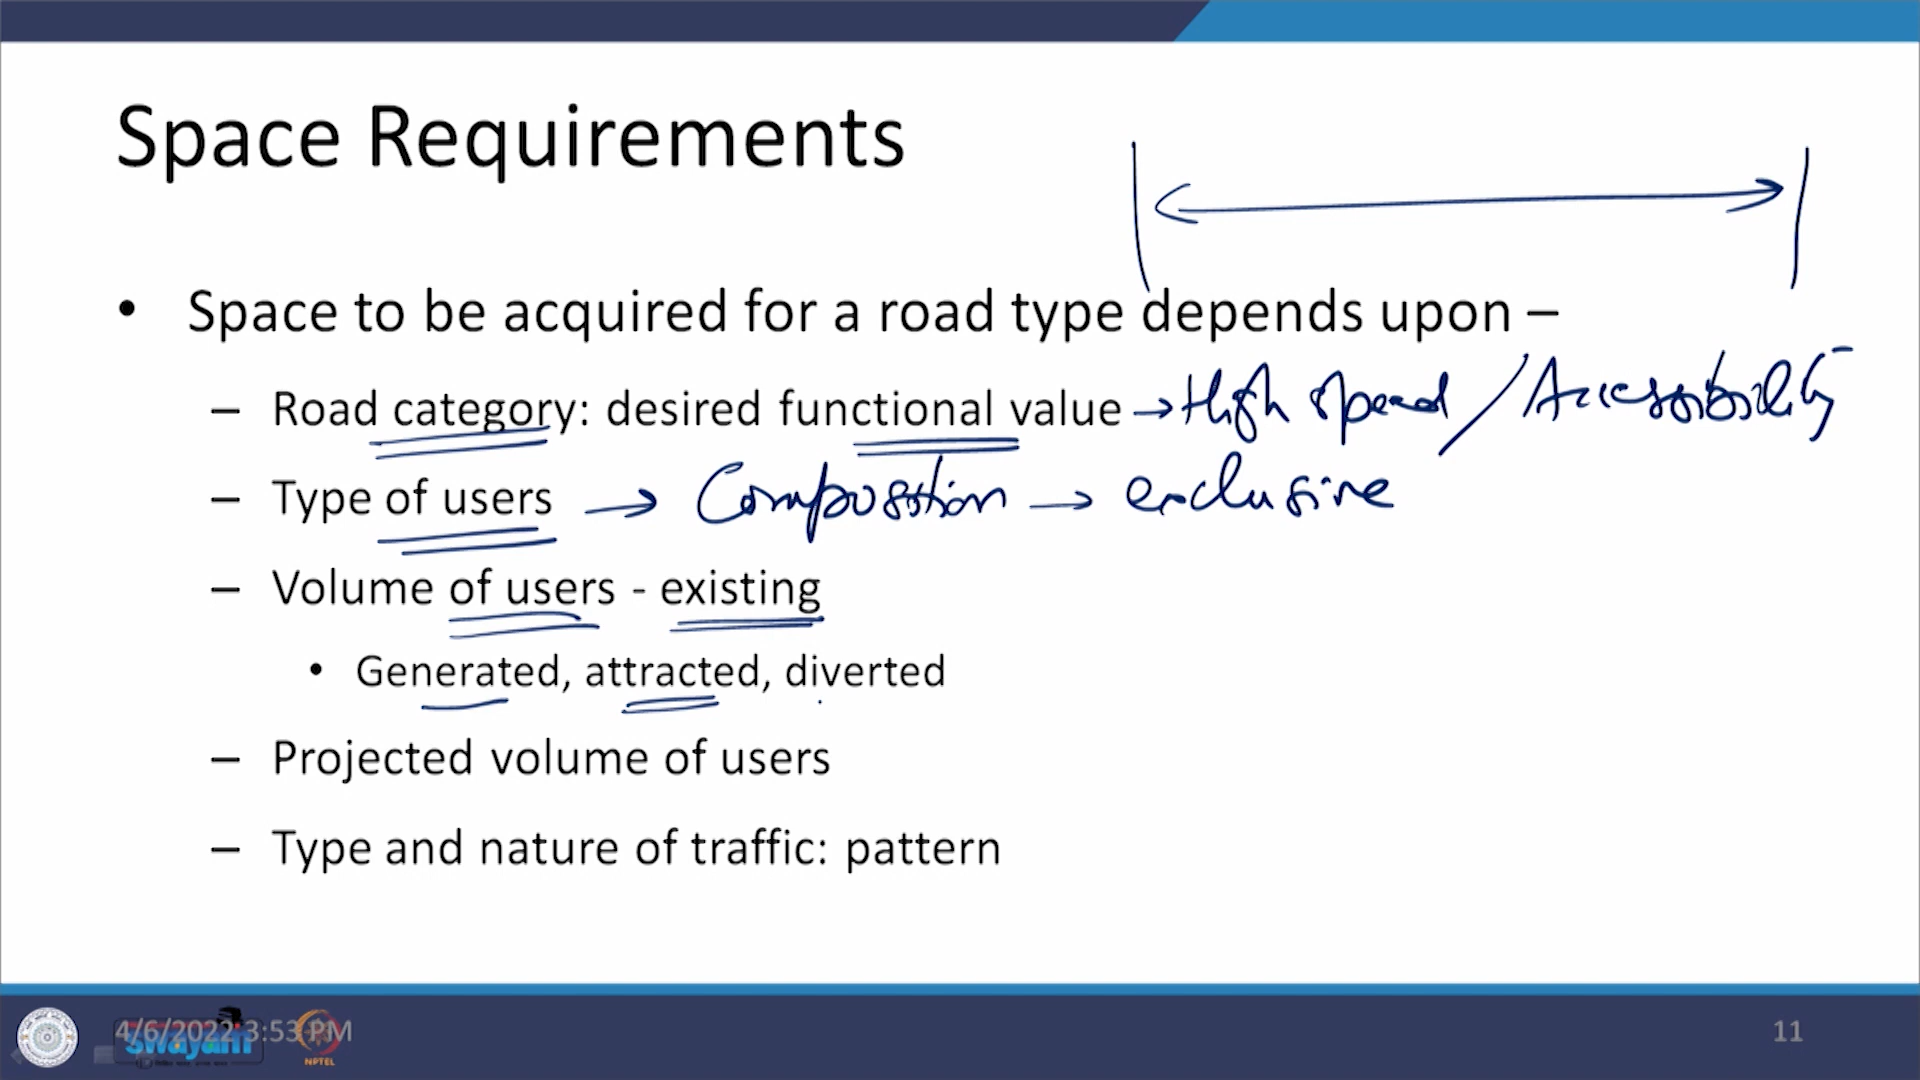 Space Requirements
• Space to be acquired for a road type depends upon –
– Road category: desired functional value → High speed / Accessibility
– Type of users → Composition → exclusive
– Volume of users - existing
• Generated, attracted, diverted
– Projected volume of users
– Type and nature of traffic: pattern
4/6/2022 3:53 PM
swayam
NPTEL
11